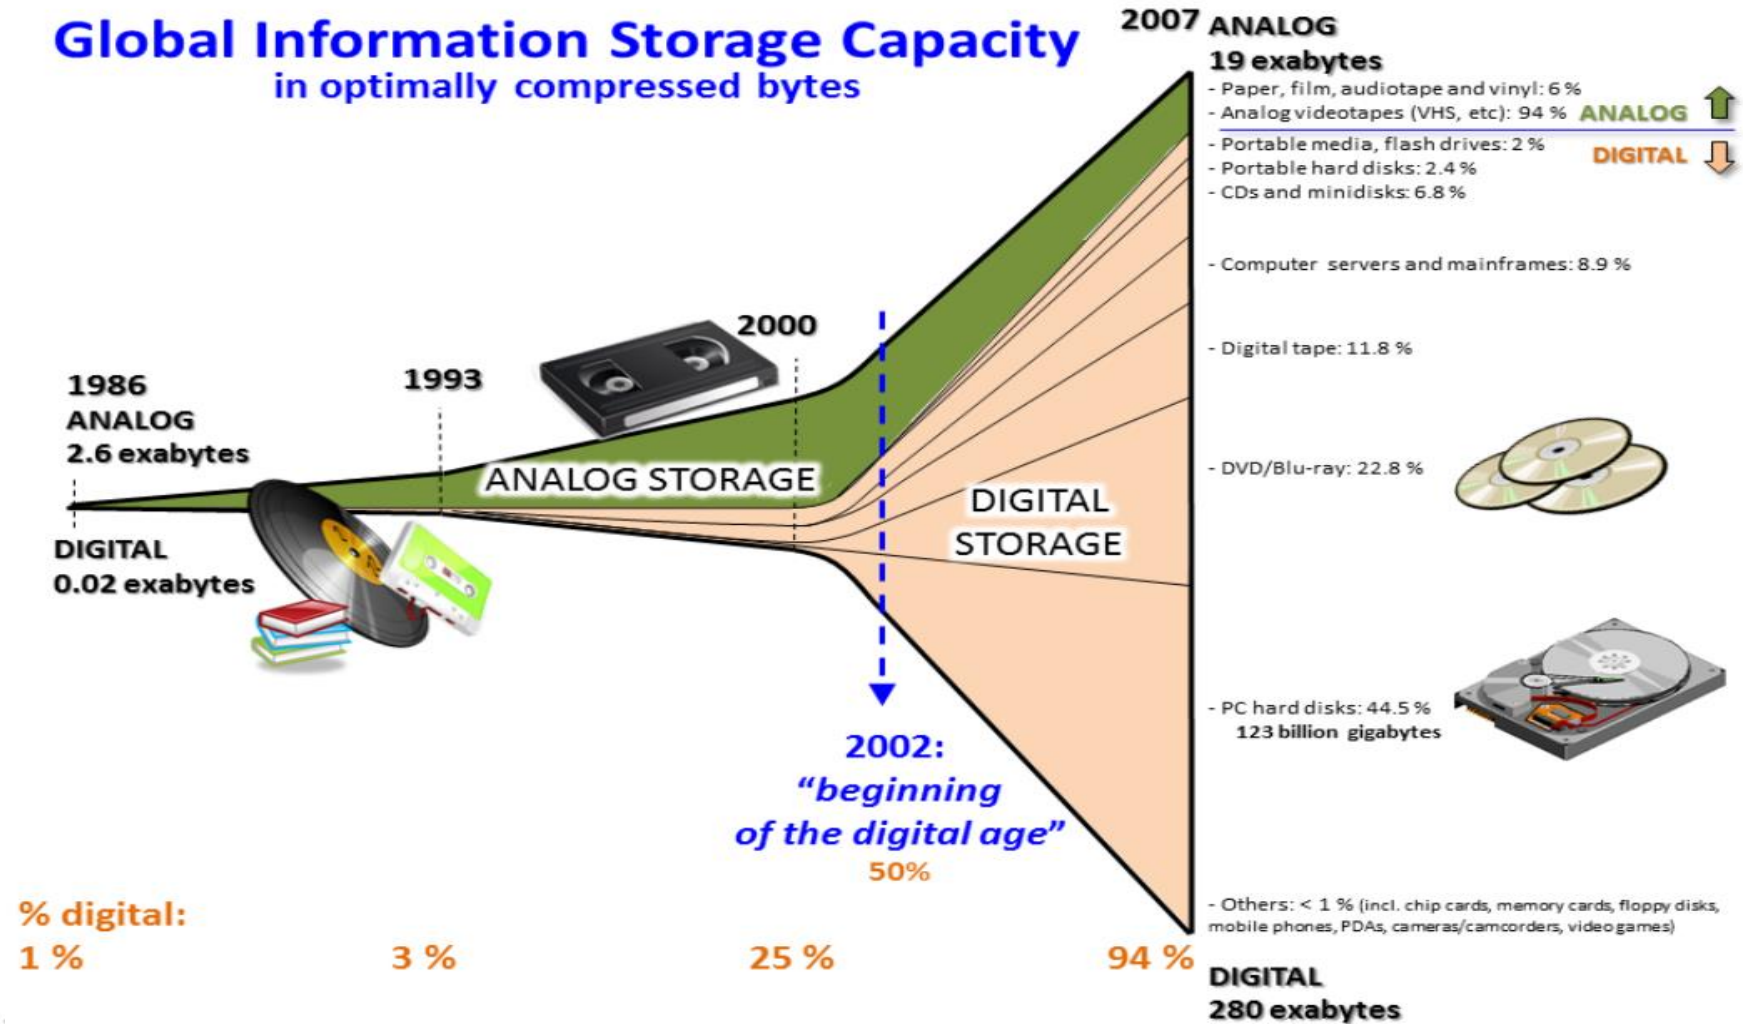 Global Information Storage Capacity
in optimally compressed bytes
2007
ANALOG
19 exabytes
- Paper, film, audiotape and vinyl: 6 %
- Analog videotapes (VHS, etc): 94 %
ANALOG
- Portable media, flash drives: 2 %
DIGITAL
- Portable hard disks: 2.4 %
- CDs and minidisks: 6.8 %
- Computer servers and mainframes: 8.9 %
- Digital tape: 11.8 %
- DVD/Blu-ray: 22.8 %
- PC hard disks: 44.5 %
123 billion gigabytes
- Others: < 1 % (incl. chip cards, memory cards, floppy disks,
mobile phones, PDAs, cameras/camcorders, video games)
DIGITAL
280 exabytes
1986
ANALOG
2.6 exabytes
DIGITAL
0.02 exabytes
1993
2000
ANALOG STORAGE
DIGITAL
STORAGE
2002:
“beginning
of the digital age”
50%
% digital:
1 %
3 %
25 %
94 %